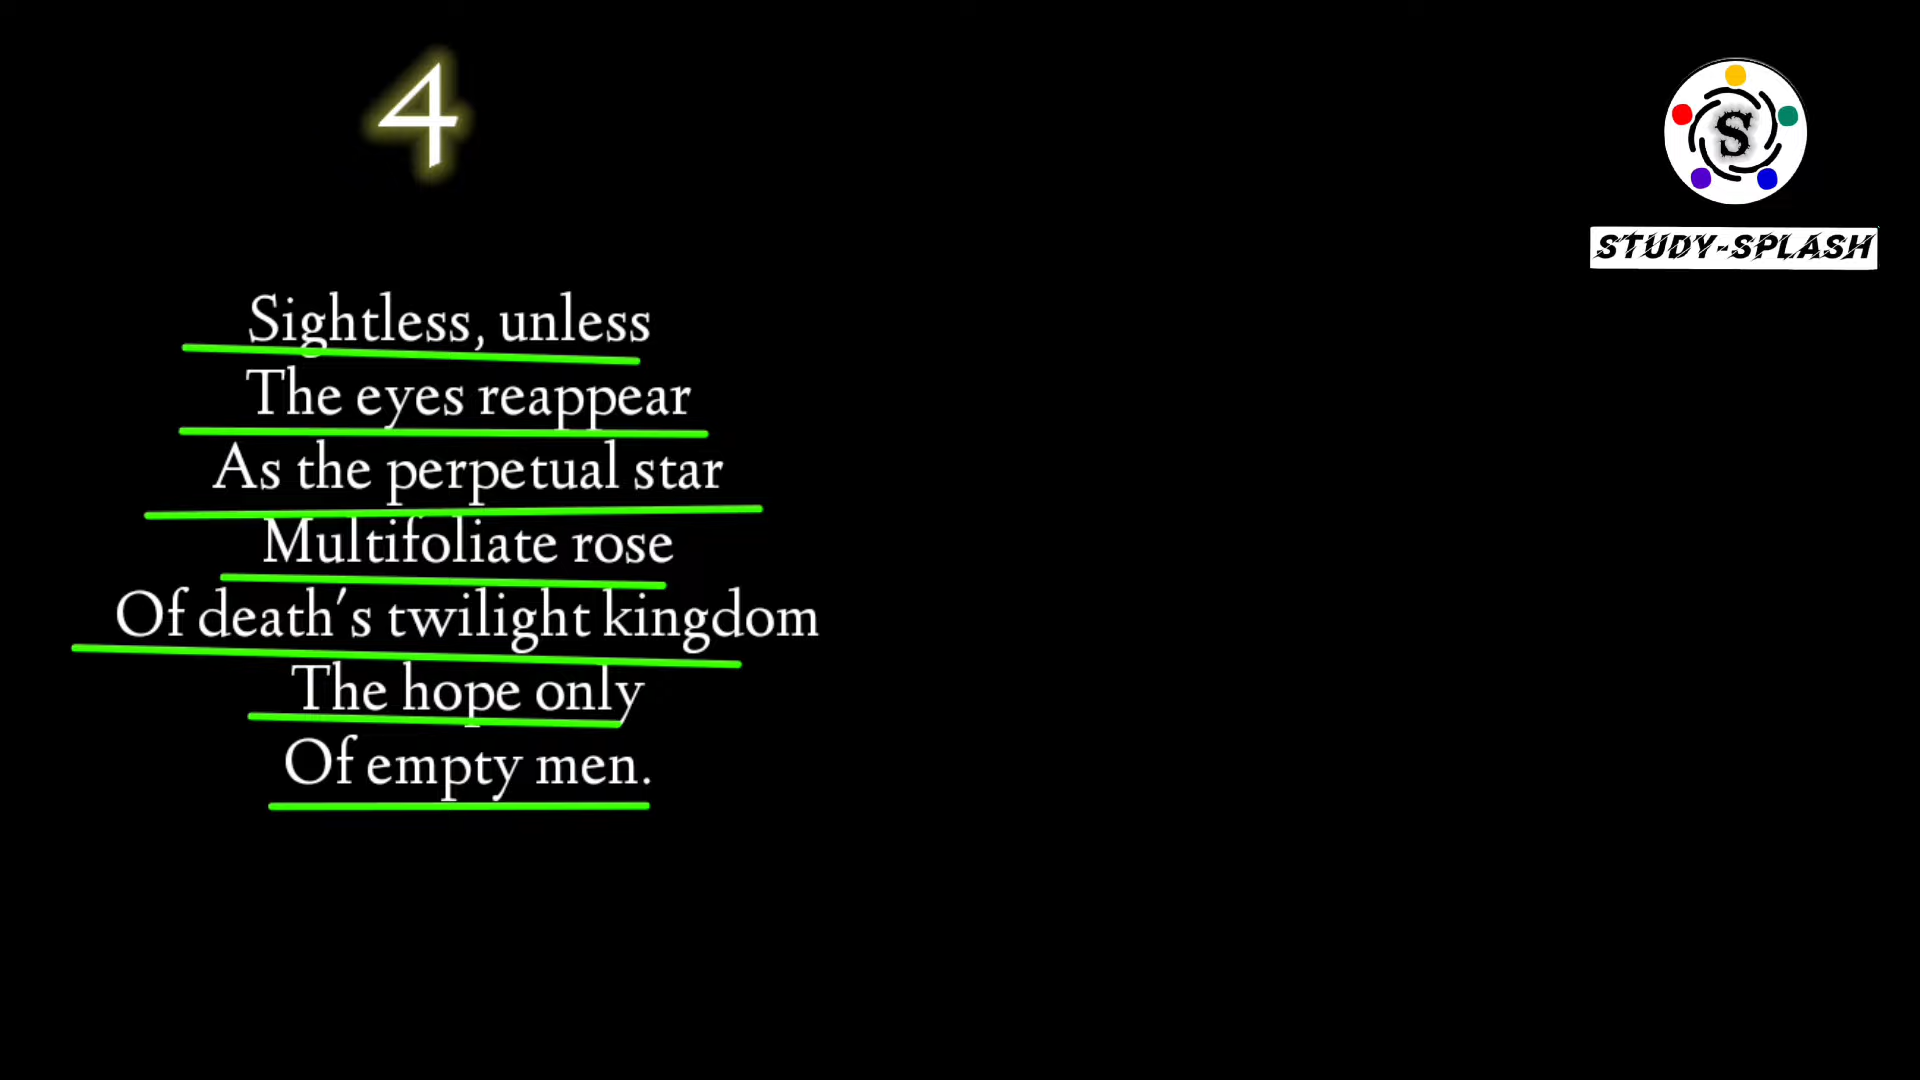 4
S
STUDY-SPLASH
Sightless, unless
The eyes reappear
As the perpetual star
Multifoliate rose
Of death's twilight kingdom
The hope only
Of empty men.